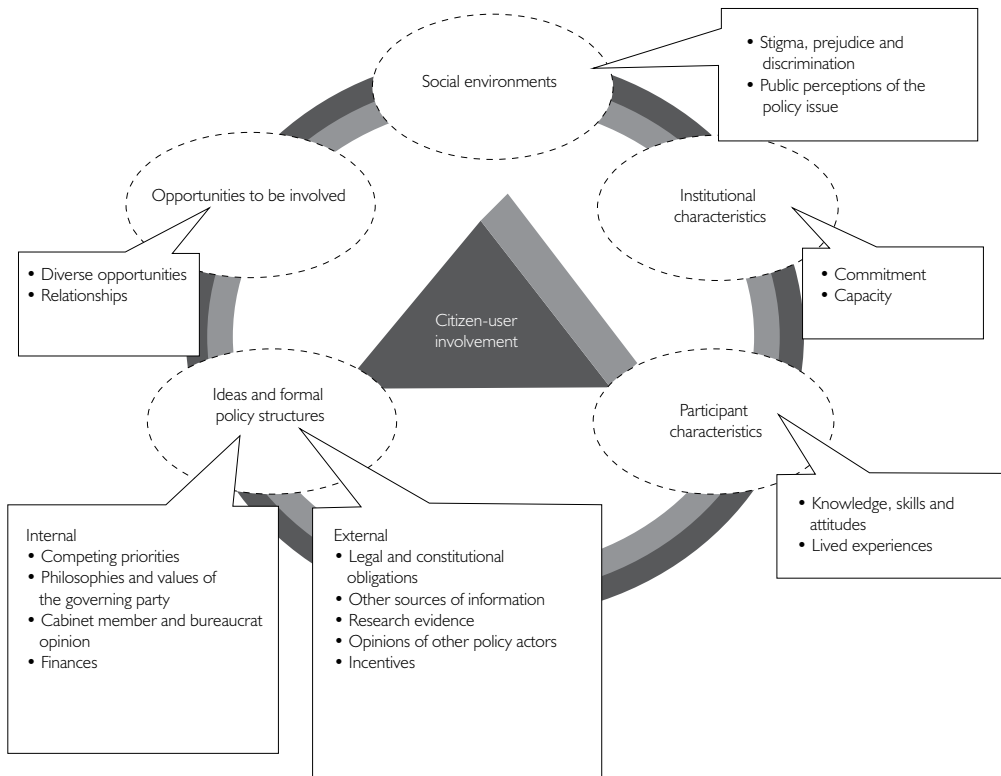 Social environments
• Stigma, prejudice and
discrimination
• Public perceptions of the
policy issue
Opportunities to be involved
• Diverse opportunities
• Relationships
Institutional
characteristics
• Commitment
• Capacity
Citizen-user
involvement
Ideas and formal
policy structures
Participant
characteristics
• Knowledge, skills and
attitudes
• Lived experiences
Internal
• Competing priorities
• Philosophies and values of
the governing party
• Cabinet member and bureaucrat
opinion
• Finances
External
• Legal and constitutional
obligations
• Other sources of information
• Research evidence
• Opinions of other policy actors
• Incentives